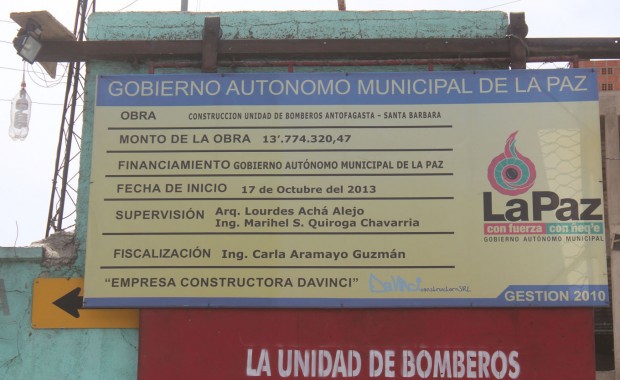 GOBIERNO AUTONOMO MUNICIPAL DE LA PAZ
OBRA CONSTRUCCION UNIDAD DE BOMBEROS ANTOFAGASTA - SANTA BARBARA
MONTO DE LA OBRA 13'774.320,47
FINANCIAMIENTO GOBIERNO AUTÓNOMO MUNICIPAL DE LA PAZ
FECHA DE INICIO 17 de Octubre del 2013
SUPERVISIÓN Arq. Lourdes Achá Alejo
Ing. Marihel S. Quiroga Chavarria
FISCALIZACIÓN Ing. Carla Aramayo Guzmán
"EMPRESA CONSTRUCTORA DAVINCI"
LaPaz
con fuerza con
GOBIERNO AUTÓNOMO MUNICIPAL
GESTION 2010
LA UNIDAD DE BOMBEROS